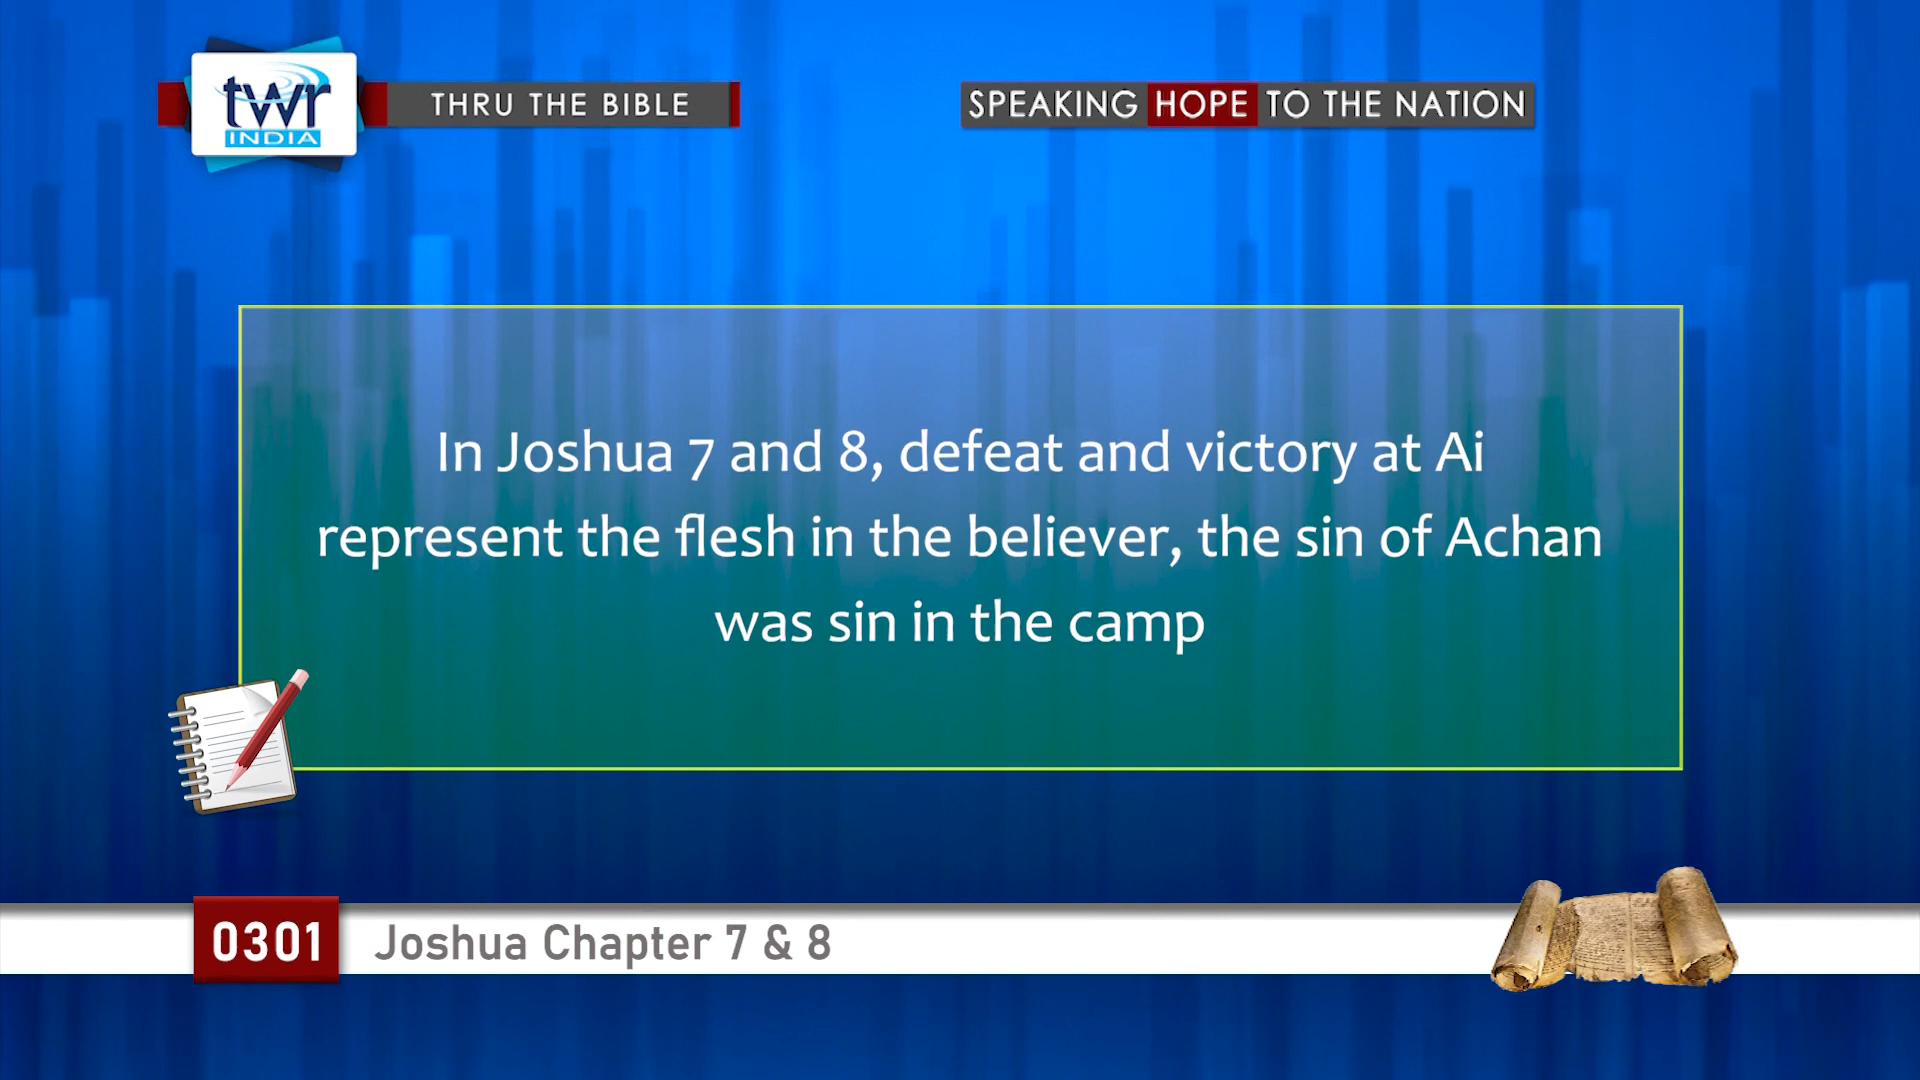 twr
INDIA
THRU THE BIBLE
SPEAKING HOPE TO THE NATION
In Joshua 7 and 8, defeat and victory at Ai
represent the flesh in the believer, the sin of Achan
was sin in the camp
0301
Joshua Chapter 7 & 8